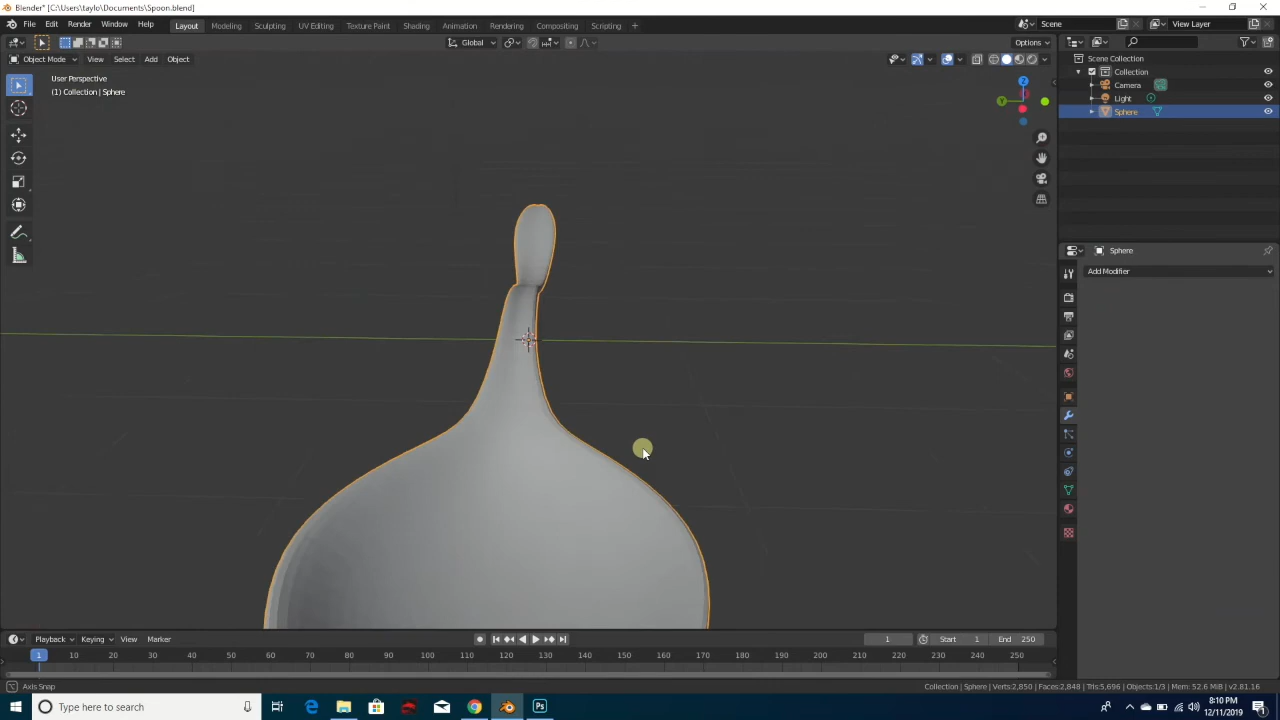 Blender* [C:\Users\taylo\Documents\Spoon.blend]
File Edit Render Window Help Layout Modeling Sculpting UV Editing Texture Paint Shading Animation Rendering Compositing Scripting + Scene View Layer
Global Options
Object Mode View Select Add Object
User Perspective
(1) Collection | Sphere
Z
Y
Scene Collection
Collection
Camera
Light
Sphere
Sphere
Add Modifier
Playback Keying View Marker 1 Start 1 End 250
1 10 20 30 40 50 60 70 80 90 100 110 120 130 140 150 160 170 180 190 200 210 220 230 240 250
Axis Snap Collection | Sphere | Verts:2,850 | Faces:2,848 | Tris:5,696 | Objects:1/3 | Mem: 52.6 MiB | v2.81.16
Type here to search
8:10 PM
12/11/2019